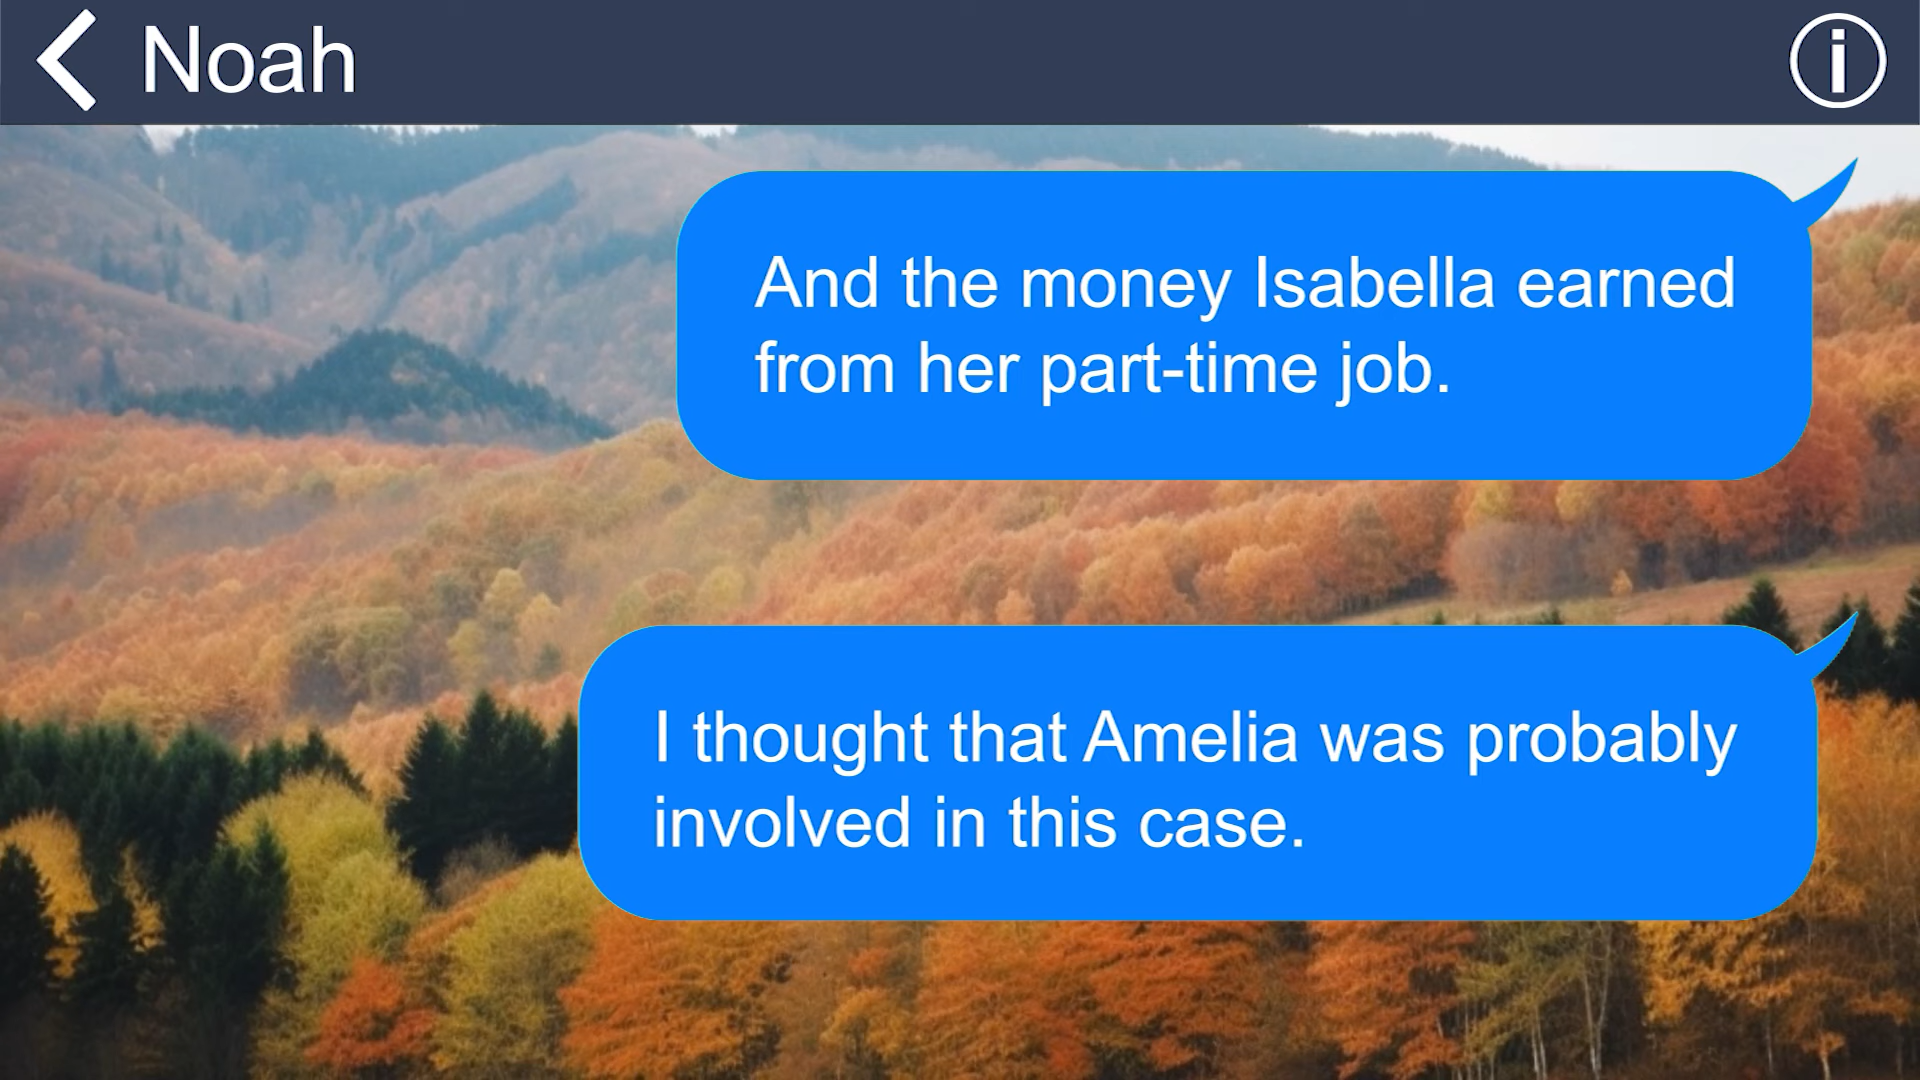 Noah
And the money Isabella earned
from her part-time job.
I thought that Amelia was probably
involved in this case.